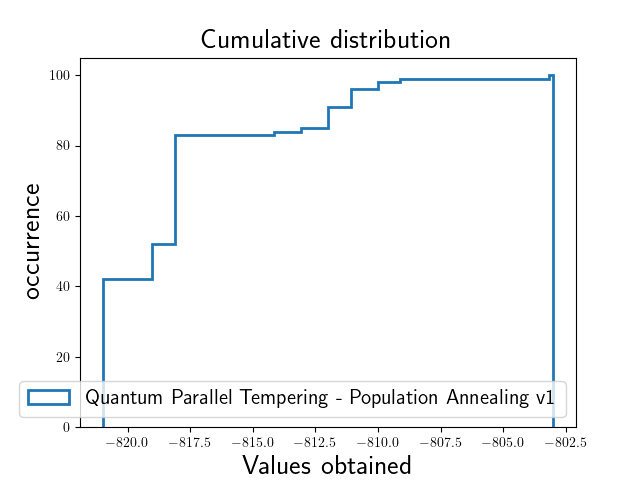 Cumulative distribution
100
80
60
40
20
0
occurrence
Quantum Parallel Tempering - Population Annealing v1
−820.0 −817.5 −815.0 −812.5 −810.0 −807.5 −805.0 −802.5
Values obtained